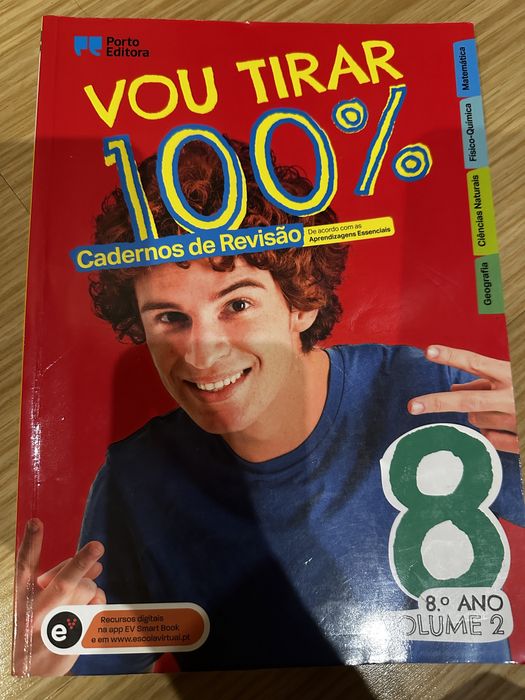 Porto
Editora
VOU TIRAR
100%
Cadernos de Revisão
De acordo com as
Aprendizagens Essenciais
Matemática
Físico-Química
Ciências Naturais
Geografia
8
8.º ANO
VOLUME 2
e
Recursos digitais
na app EV Smart Book
e em www.escolavirtual.pt